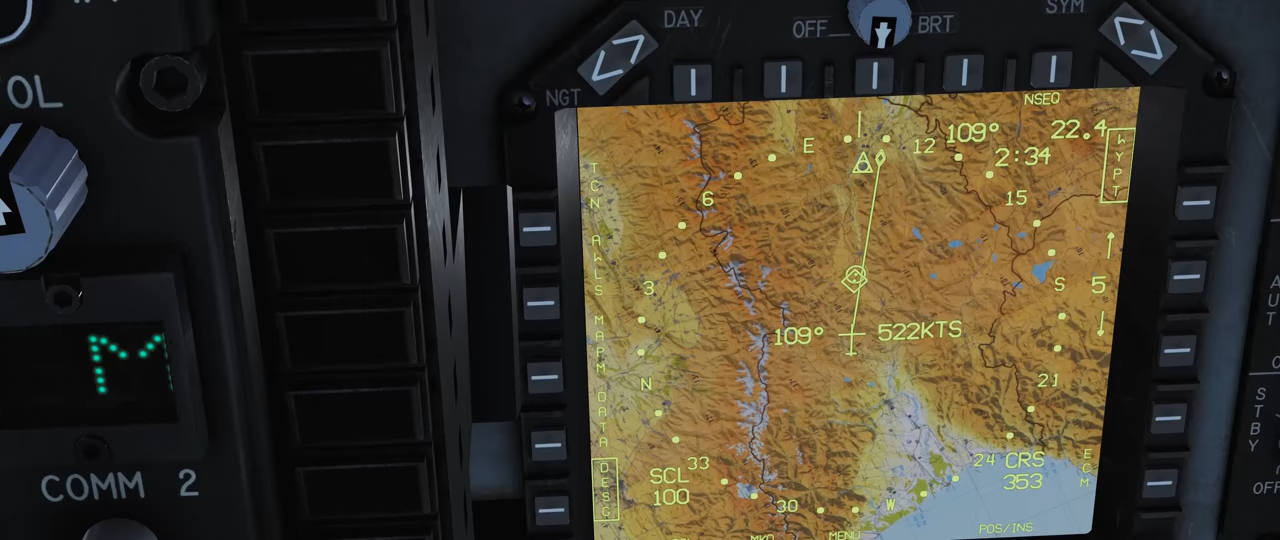 DAY
OFF
BRT
SYM
NGT
OL
NSEQ
E
12
109°
22.4
2:34
WYPT
TCN
AWLS
MAPM
DATA
DESG
6
15
3
S
5
109°
522KTS
N
21
M
COMM 2
SCL
100
33
24
CRS
353
ECM
30
W
MENU
POS/INS
AUT
STBY
OFF